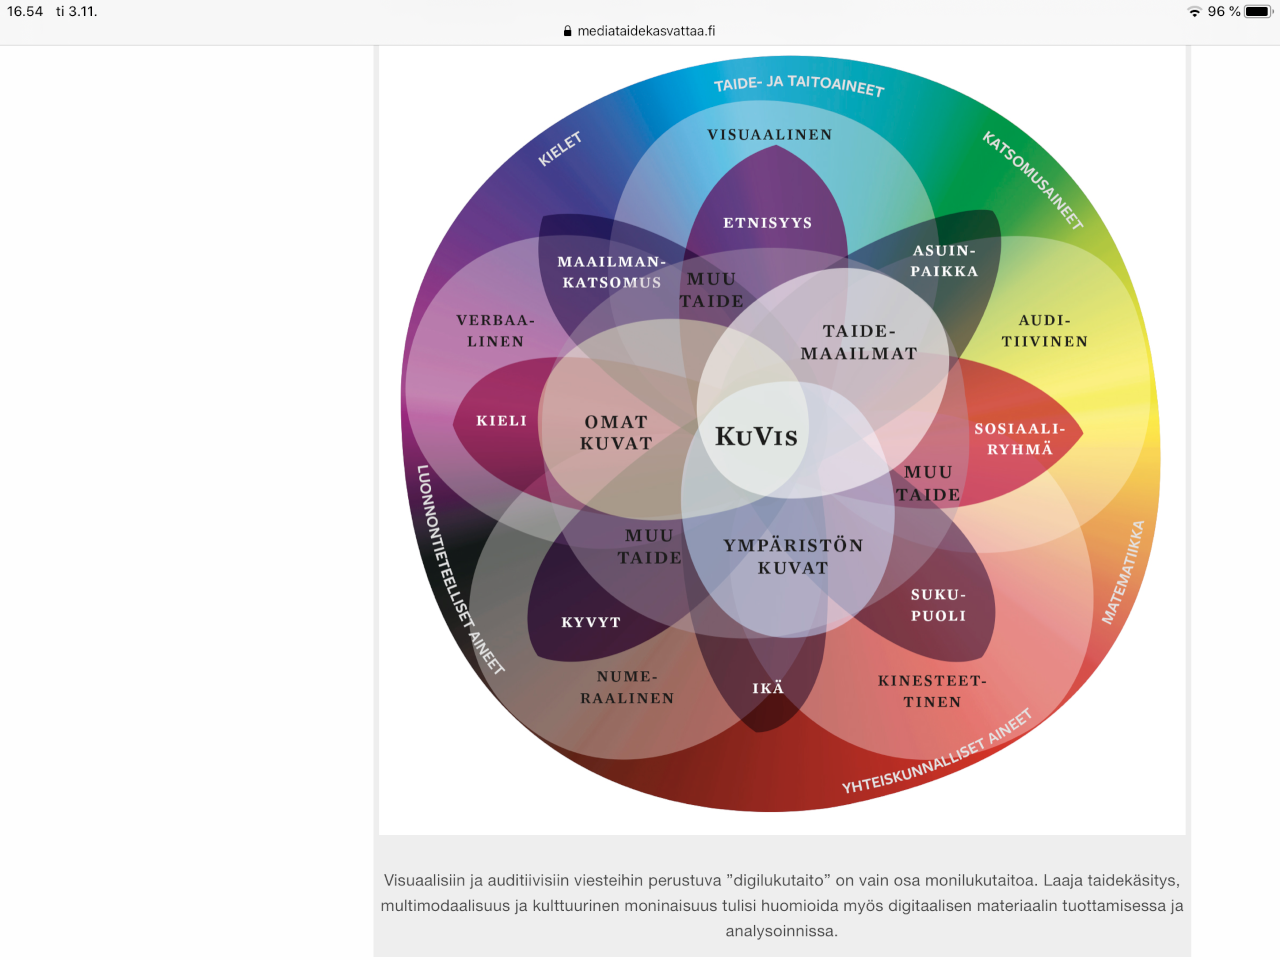 16.54 ti 3.11.
96 %
mediataidekasvattaa.fi
TAIDE- JA TAITOAINEET
KIELET
KATSOMUSAINEET
VISUAALINEN
ETNISYYS
MAAILMAN-
KATSOMUS
MUU
TAIDE
ASUIN-
PAIKKA
VERBAA-
LINEN
TAIDE-
MAAILMAT
AUDI-
TIIVINEN
KIELI
OMAT
KUVAT
KUVIS
SOSIAALI-
RYHMÄ
MUU
TAIDE
LUONNONTIETEELLISET AINEET
MUU
TAIDE
YMPÄRISTÖN
KUVAT
MATEMATIIKKA
KYVYT
SUKU-
PUOLI
NUME-
RAALINEN
IKÄ
KINESTEET-
TINEN
YHTEISKUNNALLISET AINEET
Visuaalisiin ja auditiivisiin viesteihin perustuva ”digilukutaito” on vain osa monilukutaitoa. Laaja taidekäsitys,
multimodaalisuus ja kulttuurinen moninaisuus tulisi huomioida myös digitaalisen materiaalin tuottamisessa ja
analysoinnissa.